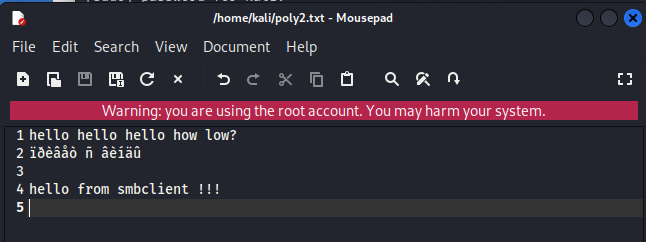 /home/kali/poly2.txt - Mousepad
File Edit Search View Document Help
Warning: you are using the root account. You may harm your system.
1 hello hello hello how low?
2 ïðèâåò ñ âèíäû
3
4 hello from smbclient !!!
5